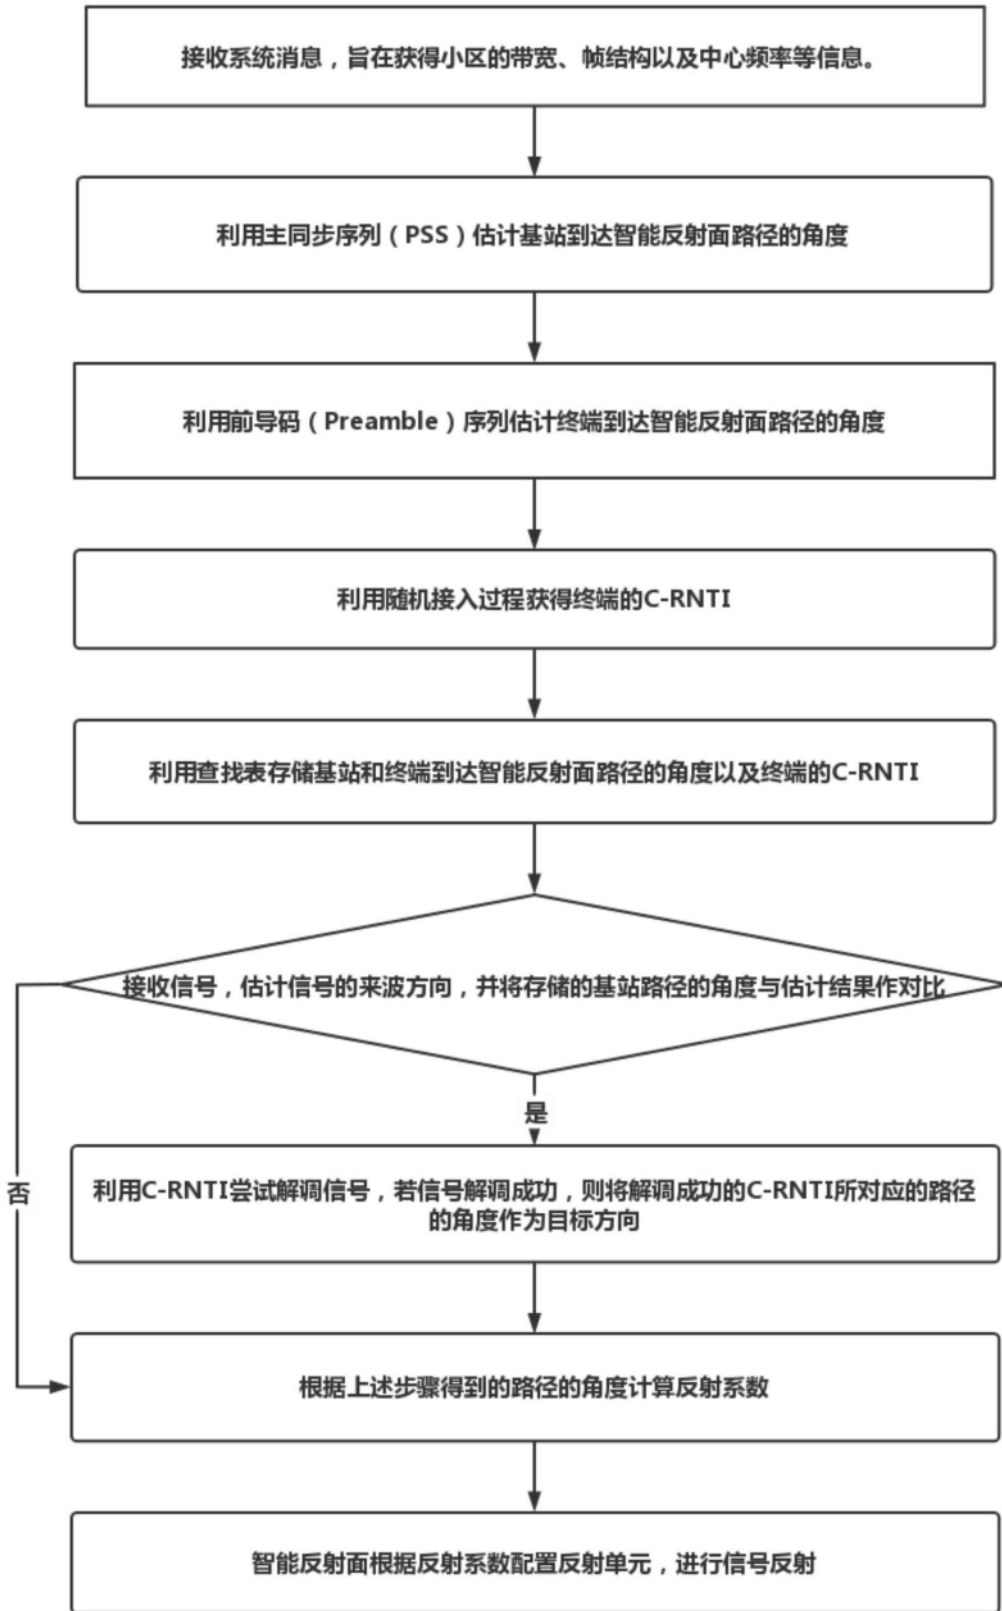 接收系统消息，旨在获得小区的带宽、帧结构以及中心频率等信息。
利用主同步序列（PSS）估计基站到达智能反射面路径的角度
利用前导码（Preamble）序列估计终端到达智能反射面路径的角度
利用随机接入过程获得终端的C-RNTI
利用查找表存储基站和终端到达智能反射面路径的角度以及终端的C-RNTI
接收信号，估计信号的来波方向，并将存储的基站路径的角度与估计结果作对比
是
否
利用C-RNTI尝试解调信号，若信号解调成功，则将解调成功的C-RNTI所对应的路径
的角度作为目标方向
根据上述步骤得到的路径的角度计算反射系数
智能反射面根据反射系数配置反射单元，进行信号反射